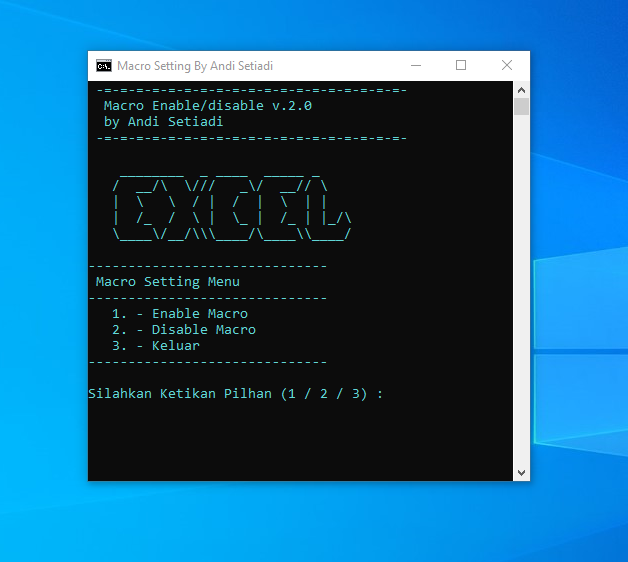 Macro Setting By Andi Setiadi
-=-=-=-=-=-=-=-=-=-=-=-=-=-=-=-=-=-=-=-
Macro Enable/disable v.2.0
by Andi Setiadi
-=-=-=-=-=-=-=-=-=-=-=-=-=-=-=-=-=-=-=-
EXCEL
------------------------------
Macro Setting Menu
------------------------------
1. - Enable Macro
2. - Disable Macro
3. - Keluar
------------------------------
Silahkan Ketikan Pilhan (1 / 2 / 3) :